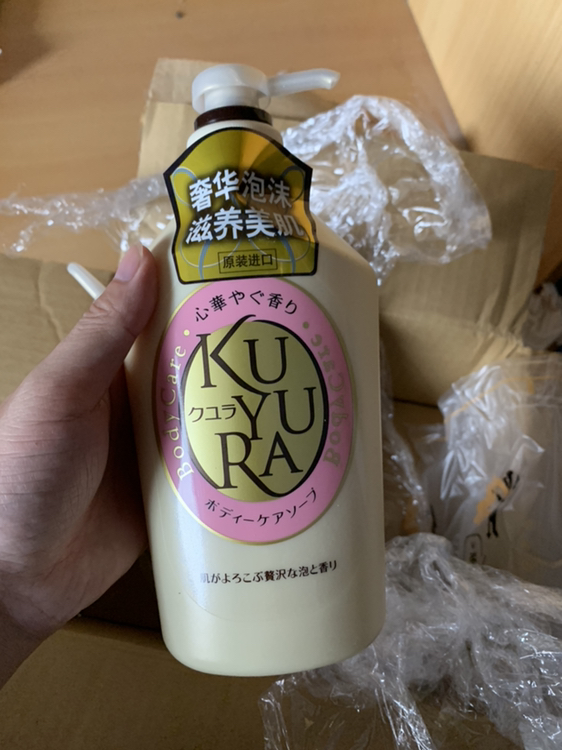 奢华泡沫
滋养美肌
原装进口
心華やぐ香り
BodyCare
BodyCare
KU
クユラ
YU
RA
ボディーケアソープ
肌がよろこぶ贅沢な泡と香り